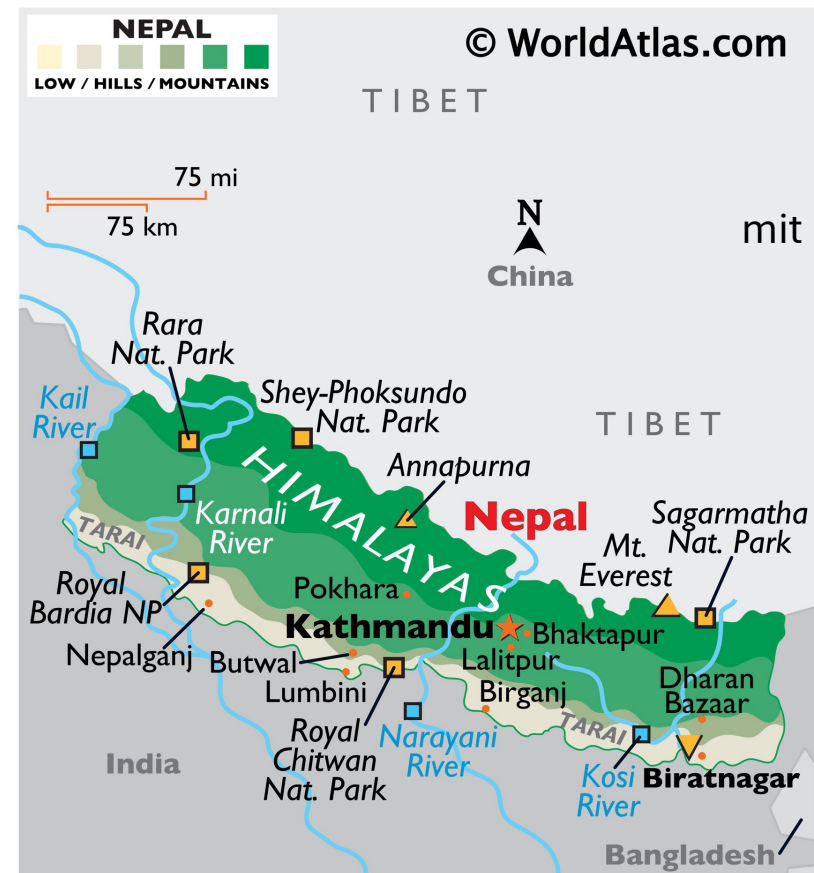 NEPAL
LOW / HILLS / MOUNTAINS
© WorldAtlas.com
TIBET
75 mi
75 km
N
China
mit
Rara
Nat. Park
Kail
River
Shey-Phoksundo
Nat. Park
TIBET
Annapurna
HIMALAYAS
Nepal
Sagarmatha
Nat. Park
Mt.
Everest
Karnali
River
TARAI
Royal
Bardia NP
Pokhara
Kathmandu
Bhaktapur
Nepalganj
Butwal
Lalitpur
Lumbini
Birganj
Dharan
Bazaar
TARAI
Royal
Chitwan
Nat. Park
Narayani
River
India
Kosi
River
Biratnagar
Bangladesh